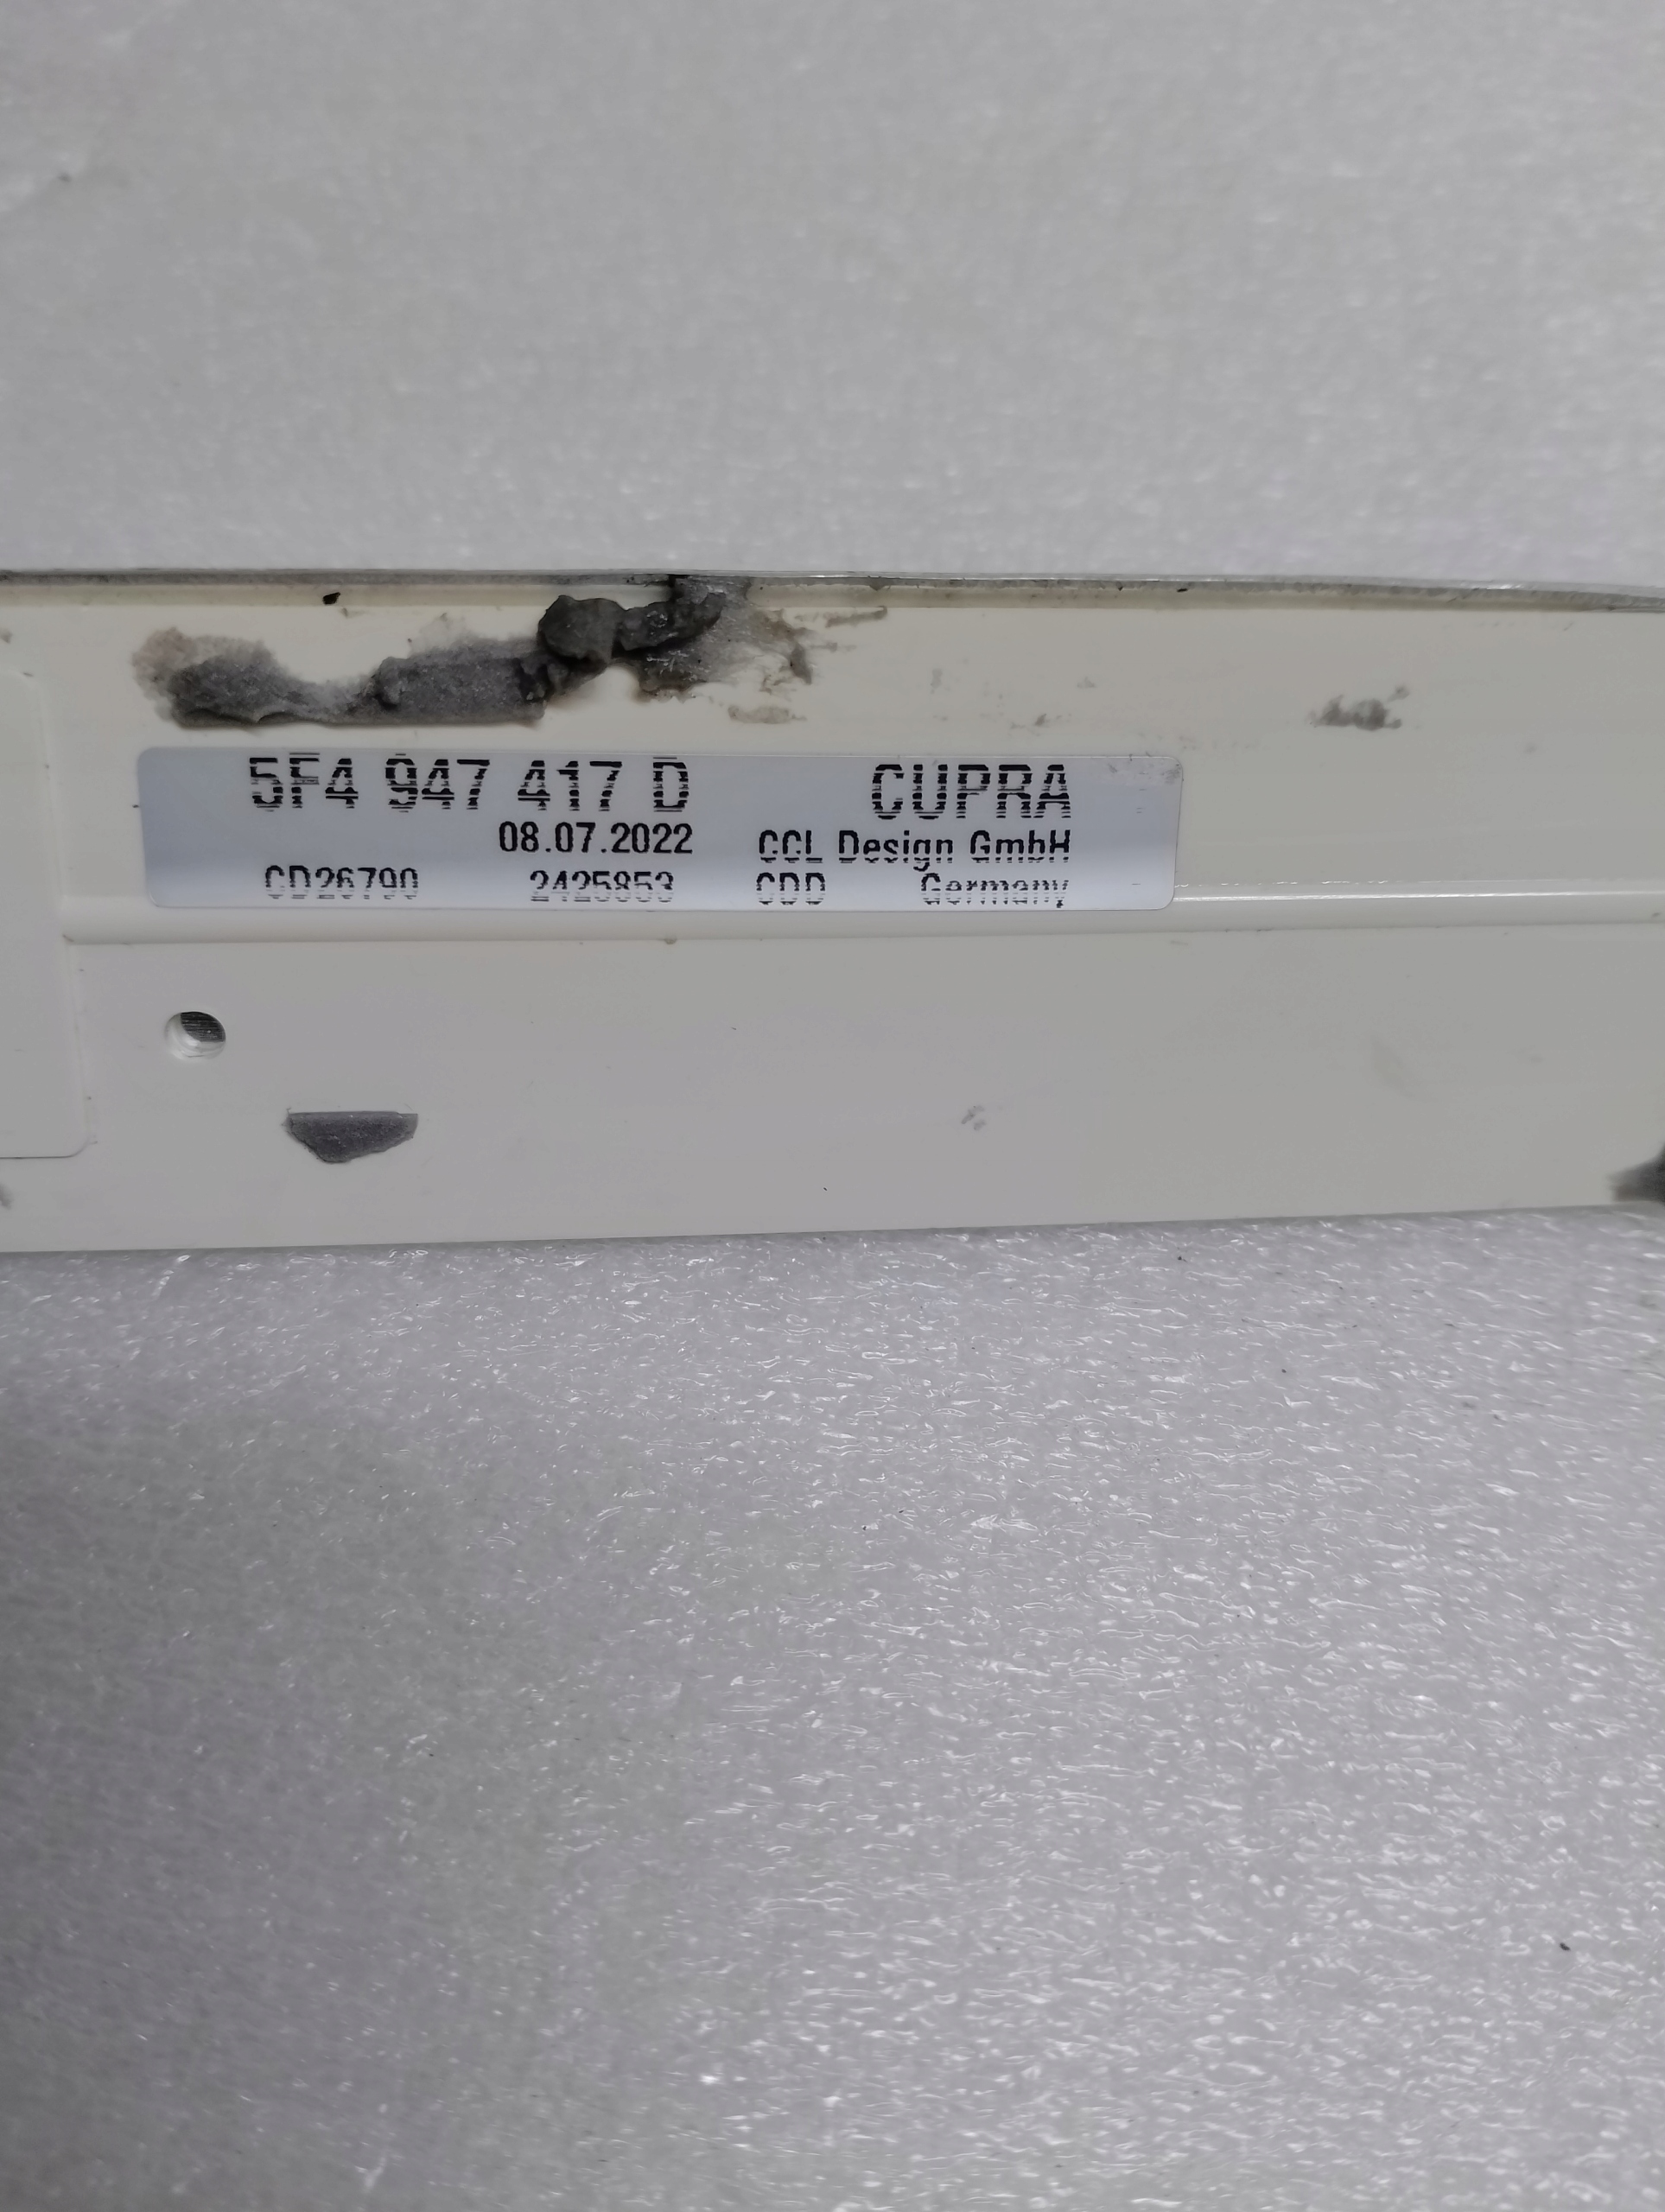 5F4 947 417 D CUPRA
08.07.2022 CCL Design GmbH
CD26790 2425853 CDD Germany